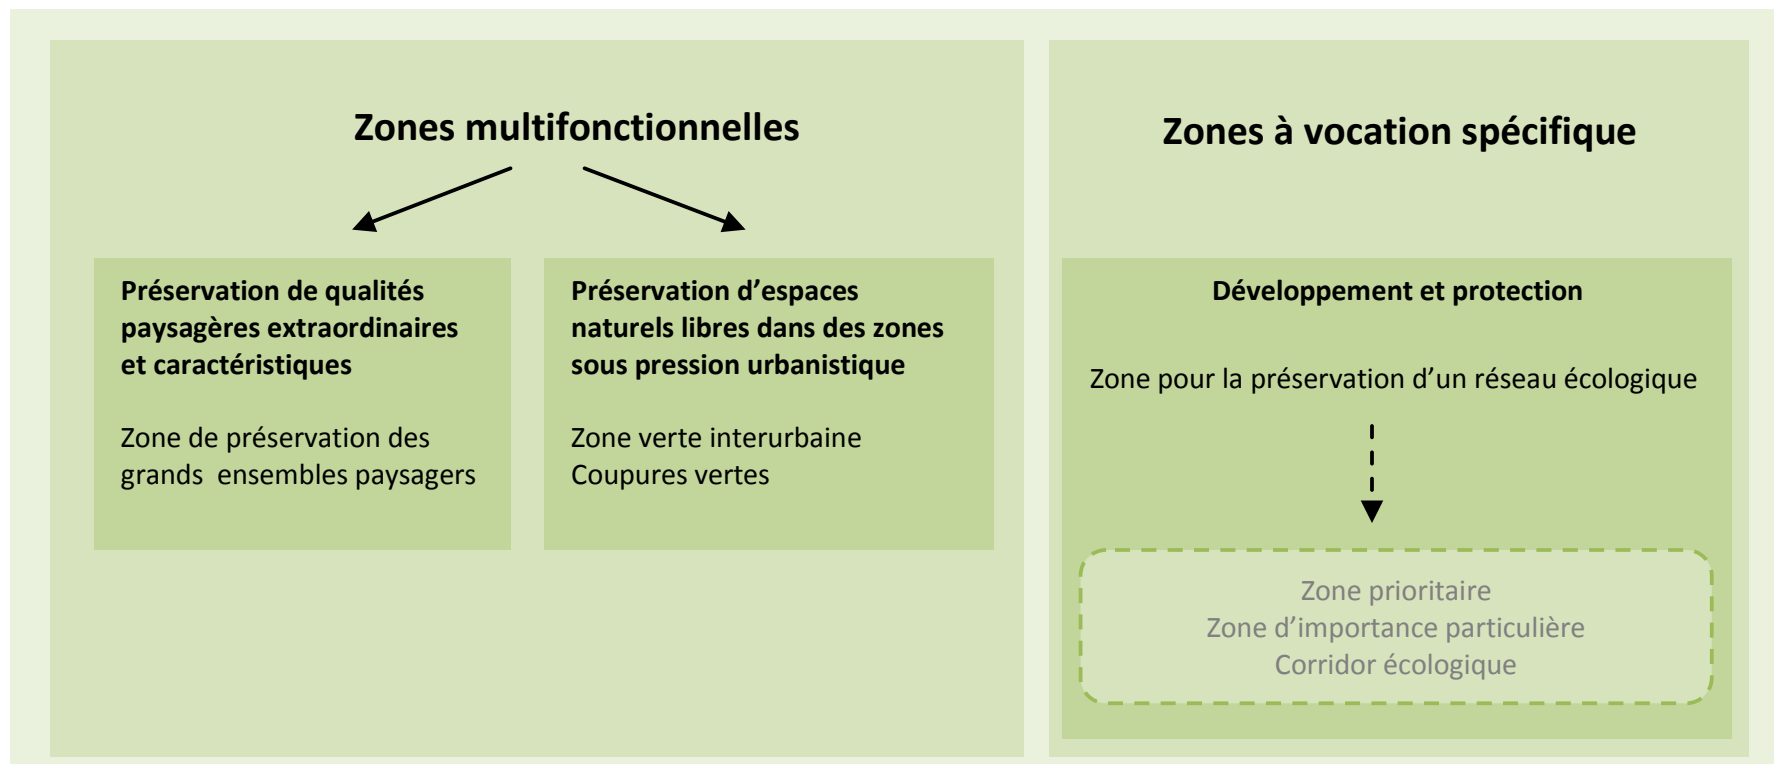 Zones multifonctionnelles
Préservation de qualités
paysagères extraordinaires
et caractéristiques
Zone de préservation des
grands  ensembles paysagers
Préservation d’espaces
naturels libres dans des zones
sous pression urbanistique
Zone verte interurbaine
Coupures vertes
Zones à vocation spécifique
Développement et protection
Zone pour la préservation d’un réseau écologique
Zone prioritaire
Zone d’importance particulière
Corridor écologique